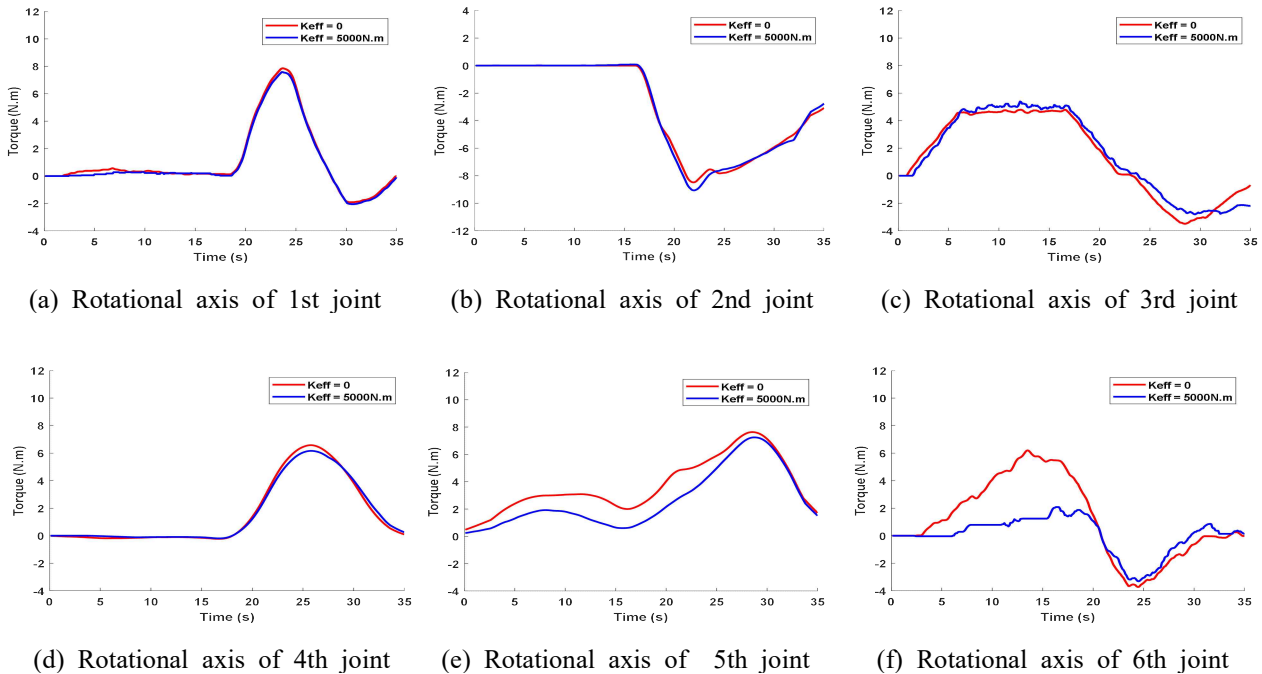 Keff = 0
Keff = 5000N.m
Torque (N.m)
12
10
8
6
4
2
0
-2
-4
0 5 10 15 20 25 30 35
Time (s)
(a) Rotational axis of 1st joint
Keff = 0
Keff = 5000N.m
Torque (N.m)
4
2
0
-2
-4
-6
-8
-10
-12
0 5 10 15 20 25 30 35
Time (s)
(b) Rotational axis of 2nd joint
Keff = 0
Keff = 5000N.m
Torque (N.m)
12
10
8
6
4
2
0
-2
-4
0 5 10 15 20 25 30 35
Time (s)
(c) Rotational axis of 3rd joint
Keff = 0
Keff = 5000N.m
Torque (N.m)
12
10
8
6
4
2
0
-2
-4
0 5 10 15 20 25 30 35
Time (s)
(d) Rotational axis of 4th joint
Keff = 0
Keff = 5000N.m
Torque (N.m)
12
10
8
6
4
2
0
-2
-4
0 5 10 15 20 25 30 35
Time (s)
(e) Rotational axis of 5th joint
Keff = 0
Keff = 5000N.m
Torque (N.m)
12
10
8
6
4
2
0
-2
-4
0 5 10 15 20 25 30 35
Time (s)
(f) Rotational axis of 6th joint